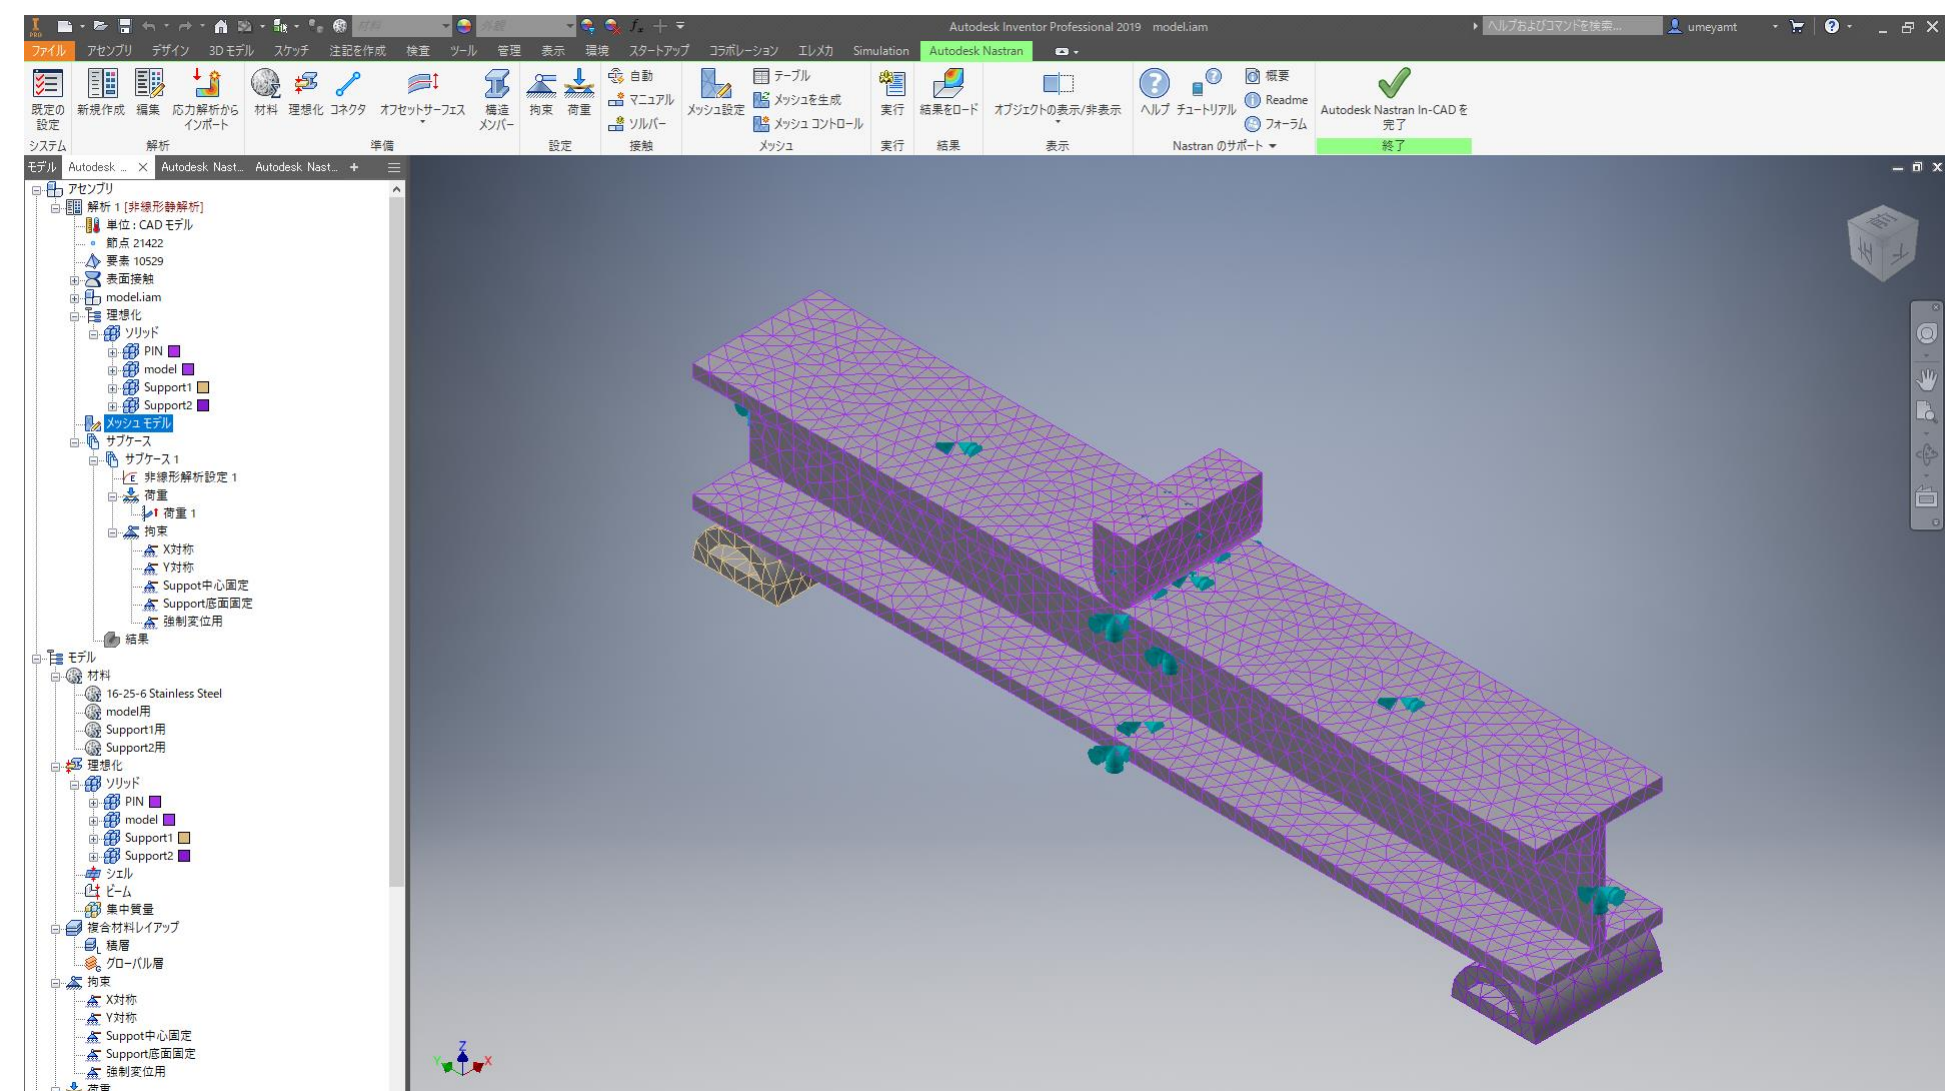 材料
外観
Autodesk Inventor Professional 2019 model.iam
ヘルプおよびコマンドを検索...
umeyamt
PRO
ファイル アセンブリ デザイン 3D モデル スケッチ 注記を作成 検査 ツール 管理 表示 環境 スタートアップ コラボレーション エレメカ Simulation Autodesk Nastran
既定の設定
新規作成
編集
応力解析からインポート
材料
理想化
コネクタ
オフセットサーフェス
構造メンバー
拘束
荷重
自動
マニュアル
ソルバー
メッシュ設定
テーブル
メッシュを生成
メッシュ コントロール
実行
結果をロード
オブジェクトの表示/非表示
ヘルプ
チュートリアル
概要
Readme
フォーラム
Autodesk Nastran In-CAD を完了
システム 解析 準備 設定 接触 メッシュ 実行 結果 表示 Nastran のサポート 終了
モデル Autodesk ... Autodesk Nast... Autodesk Nast... +
アセンブリ
解析 1 [非線形静解析]
単位 : CAD モデル
節点 21422
要素 10529
表面接触
model.iam
理想化
ソリッド
PIN
model
Support1
Support2
メッシュ モデル
サブケース
サブケース 1
非線形解析設定 1
荷重
荷重 1
拘束
X対称
Y対称
Suppot中心固定
Support底面固定
強制変位用
結果
モデル
材料
16-25-6 Stainless Steel
model用
Support1用
Support2用
理想化
ソリッド
PIN
model
Support1
Support2
シェル
ビーム
集中質量
複合材料レイアップ
積層
グローバル層
拘束
X対称
Y対称
Suppot中心固定
Support底面固定
強制変位用
荷重
Z
Y
X